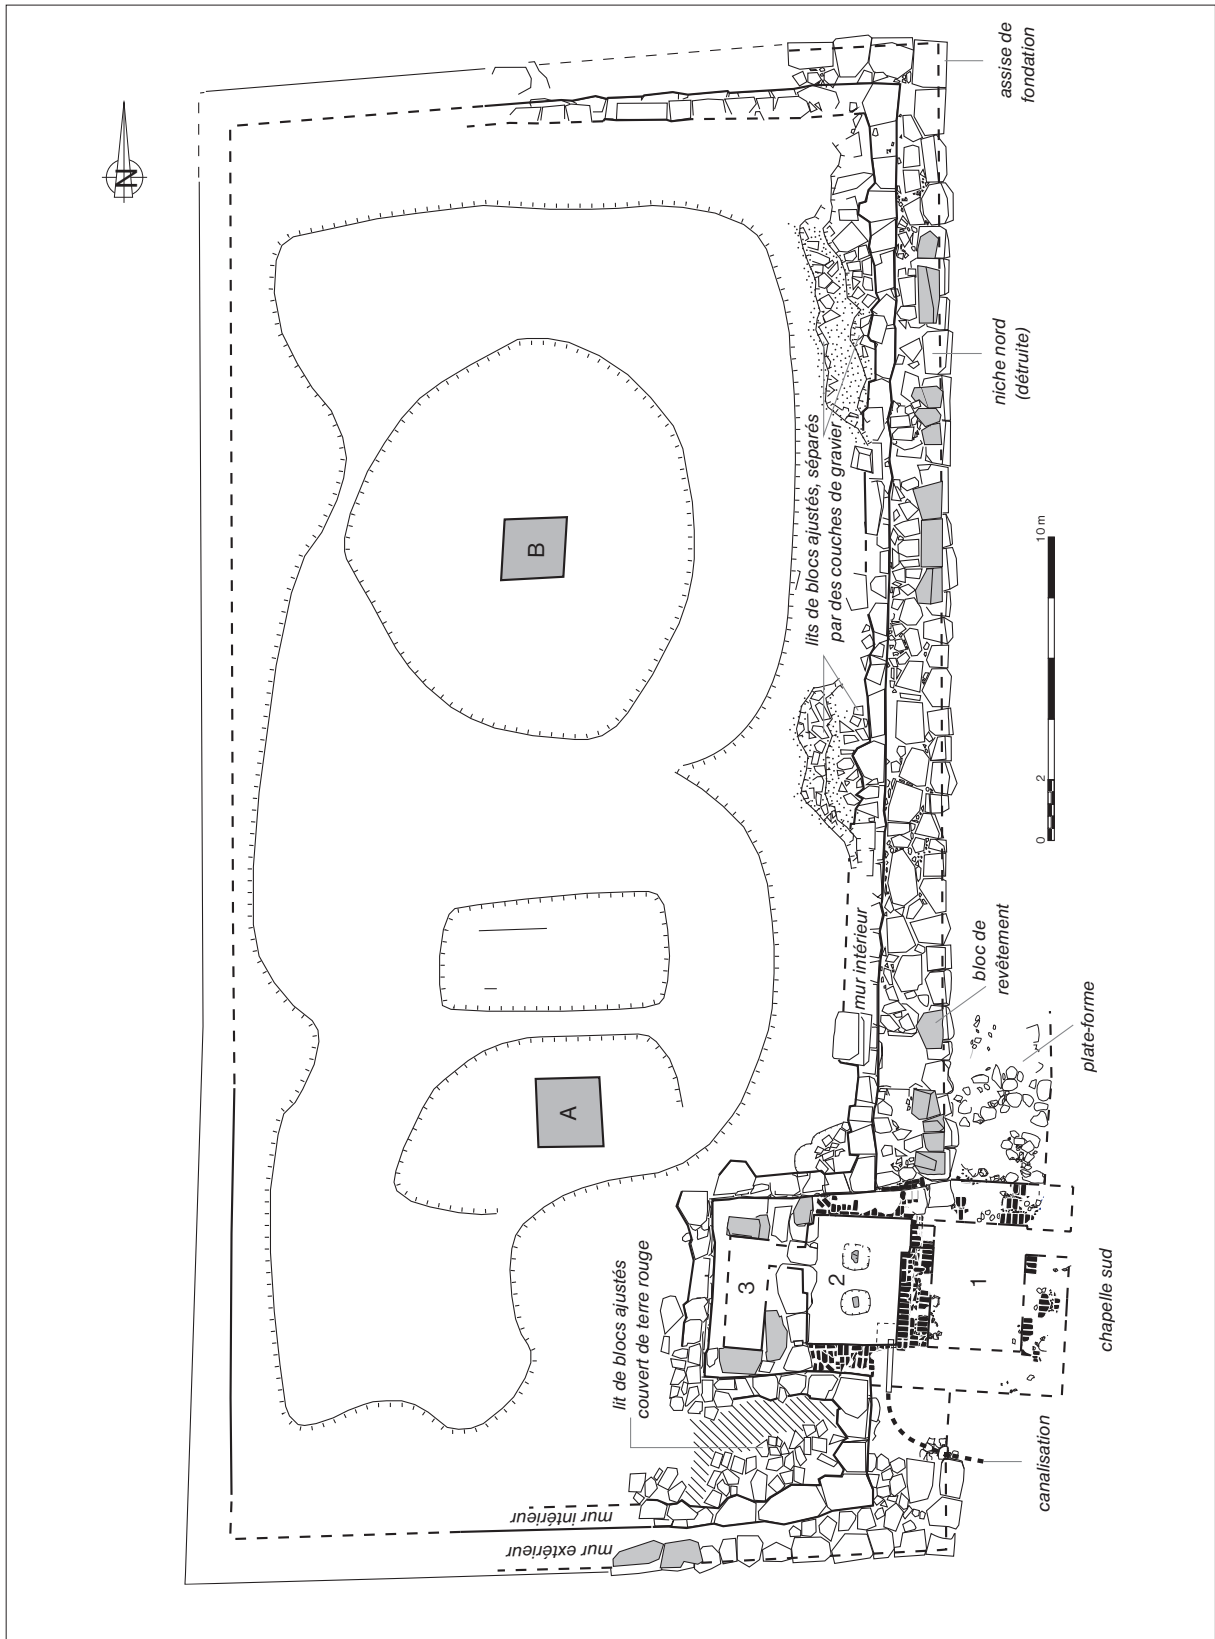 N
assise de
fondation
niche nord
(détruite)
lits de blocs ajustés, séparés
par des couches de gravier
B
10 m
2
0
mur intérieur
bloc de
revêtement
plate-forme
A
lit de blocs ajustés
couvert de terre rouge
3
2
1
chapelle sud
canalisation
mur intérieur
mur extérieur